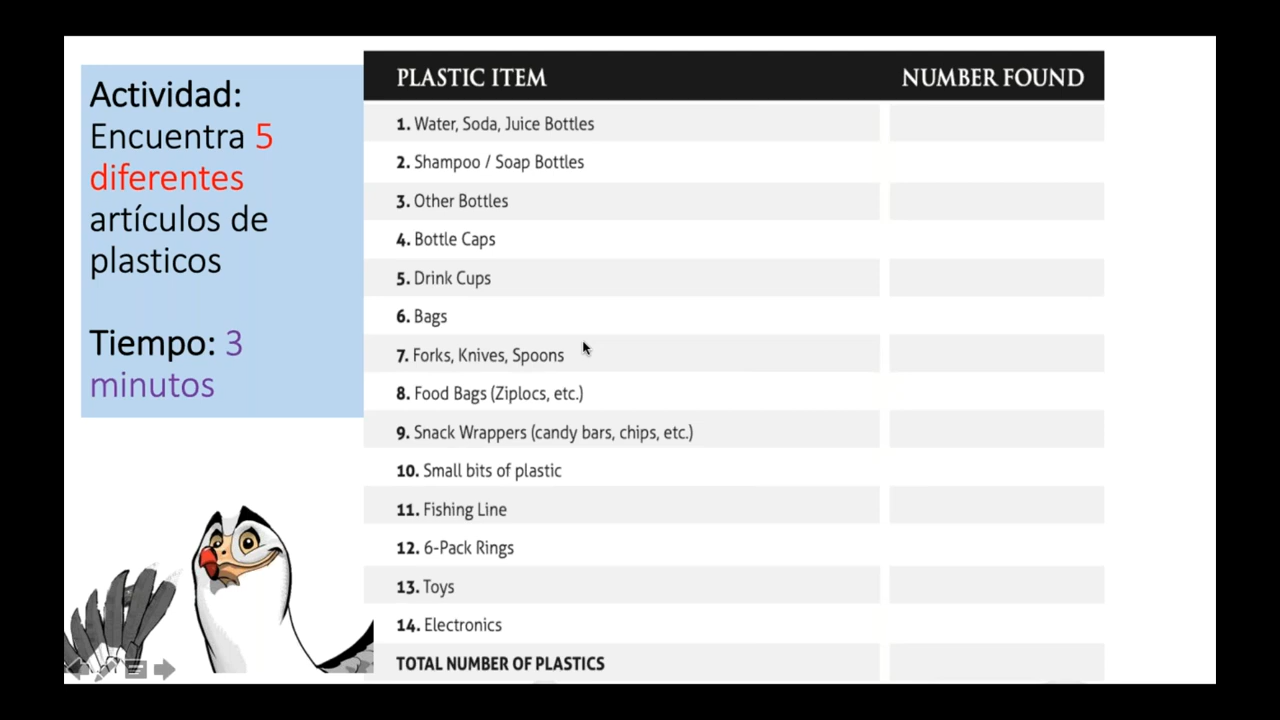 Actividad:
Encuentra 5
diferentes
artículos de
plasticos
Tiempo: 3
minutos
PLASTIC ITEM NUMBER FOUND
1. Water, Soda, Juice Bottles
2. Shampoo / Soap Bottles
3. Other Bottles
4. Bottle Caps
5. Drink Cups
6. Bags
7. Forks, Knives, Spoons
8. Food Bags (Ziplocs, etc.)
9. Snack Wrappers (candy bars, chips, etc.)
10. Small bits of plastic
11. Fishing Line
12. 6-Pack Rings
13. Toys
14. Electronics
TOTAL NUMBER OF PLASTICS